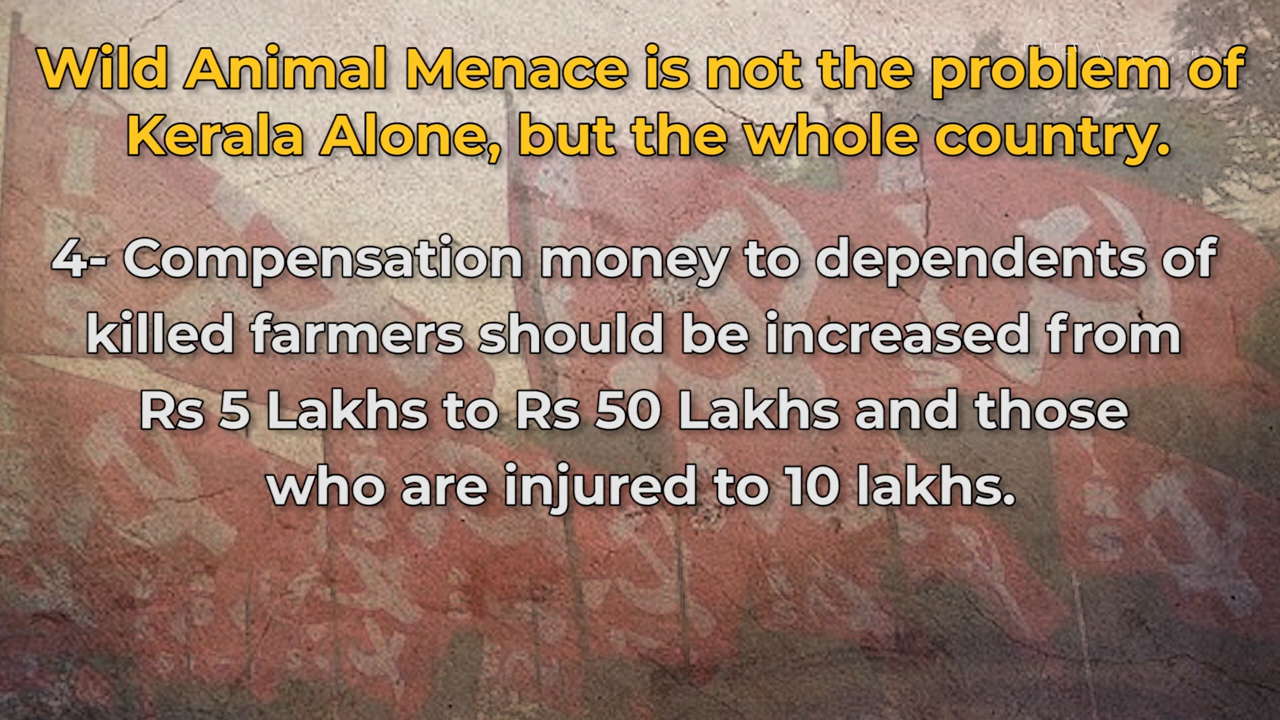 Wild Animal Menace is not the problem of
Kerala Alone, but the whole country.
4- Compensation money to dependents of
killed farmers should be increased from
Rs 5 Lakhs to Rs 50 Lakhs and those
who are injured to 10 lakhs.